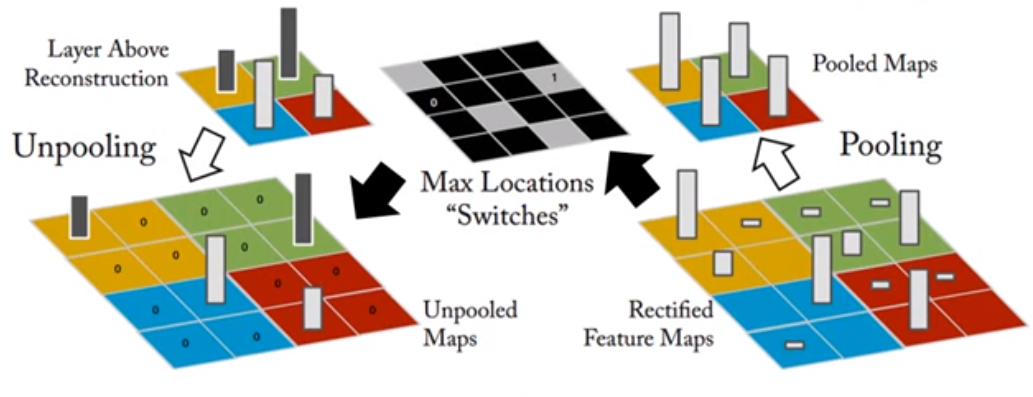 Layer Above
Reconstruction
Pooled Maps
0
1
Unpooling
Pooling
Max Locations
“Switches”
0
0
0
0
0
0
0
0
0
0
0
0
Unpooled
Maps
Rectified
Feature Maps